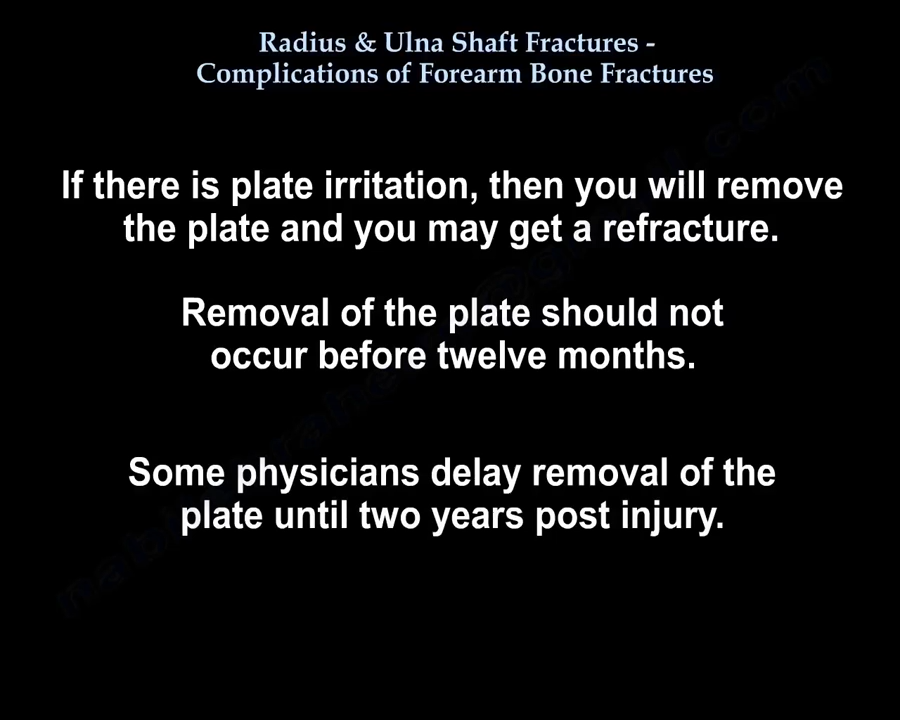 Radius & Ulna Shaft Fractures -
Complications of Forearm Bone Fractures
If there is plate irritation, then you will remove
the plate and you may get a refracture.
Removal of the plate should not
occur before twelve months.
Some physicians delay removal of the
plate until two years post injury.